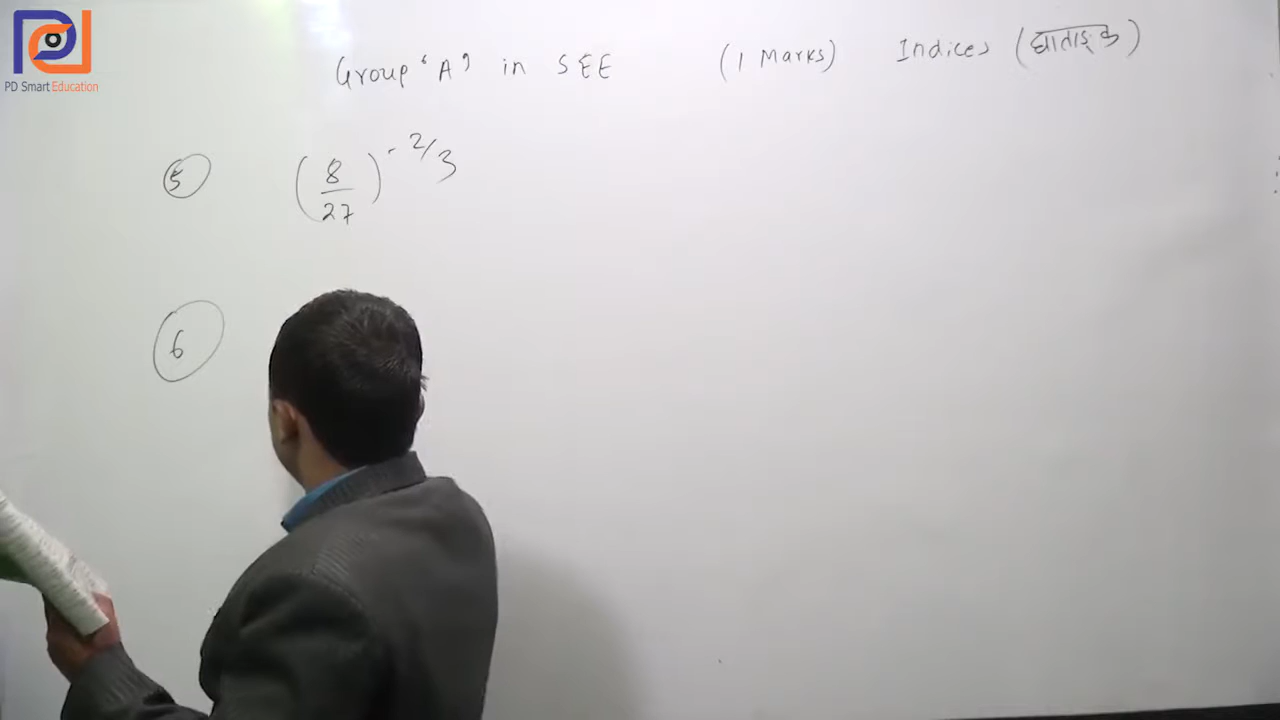 PD Smart Education
Group 'A' in SEE (1 Marks) Indices (घाताङ्क)
5 (8/27)^-2/3
6